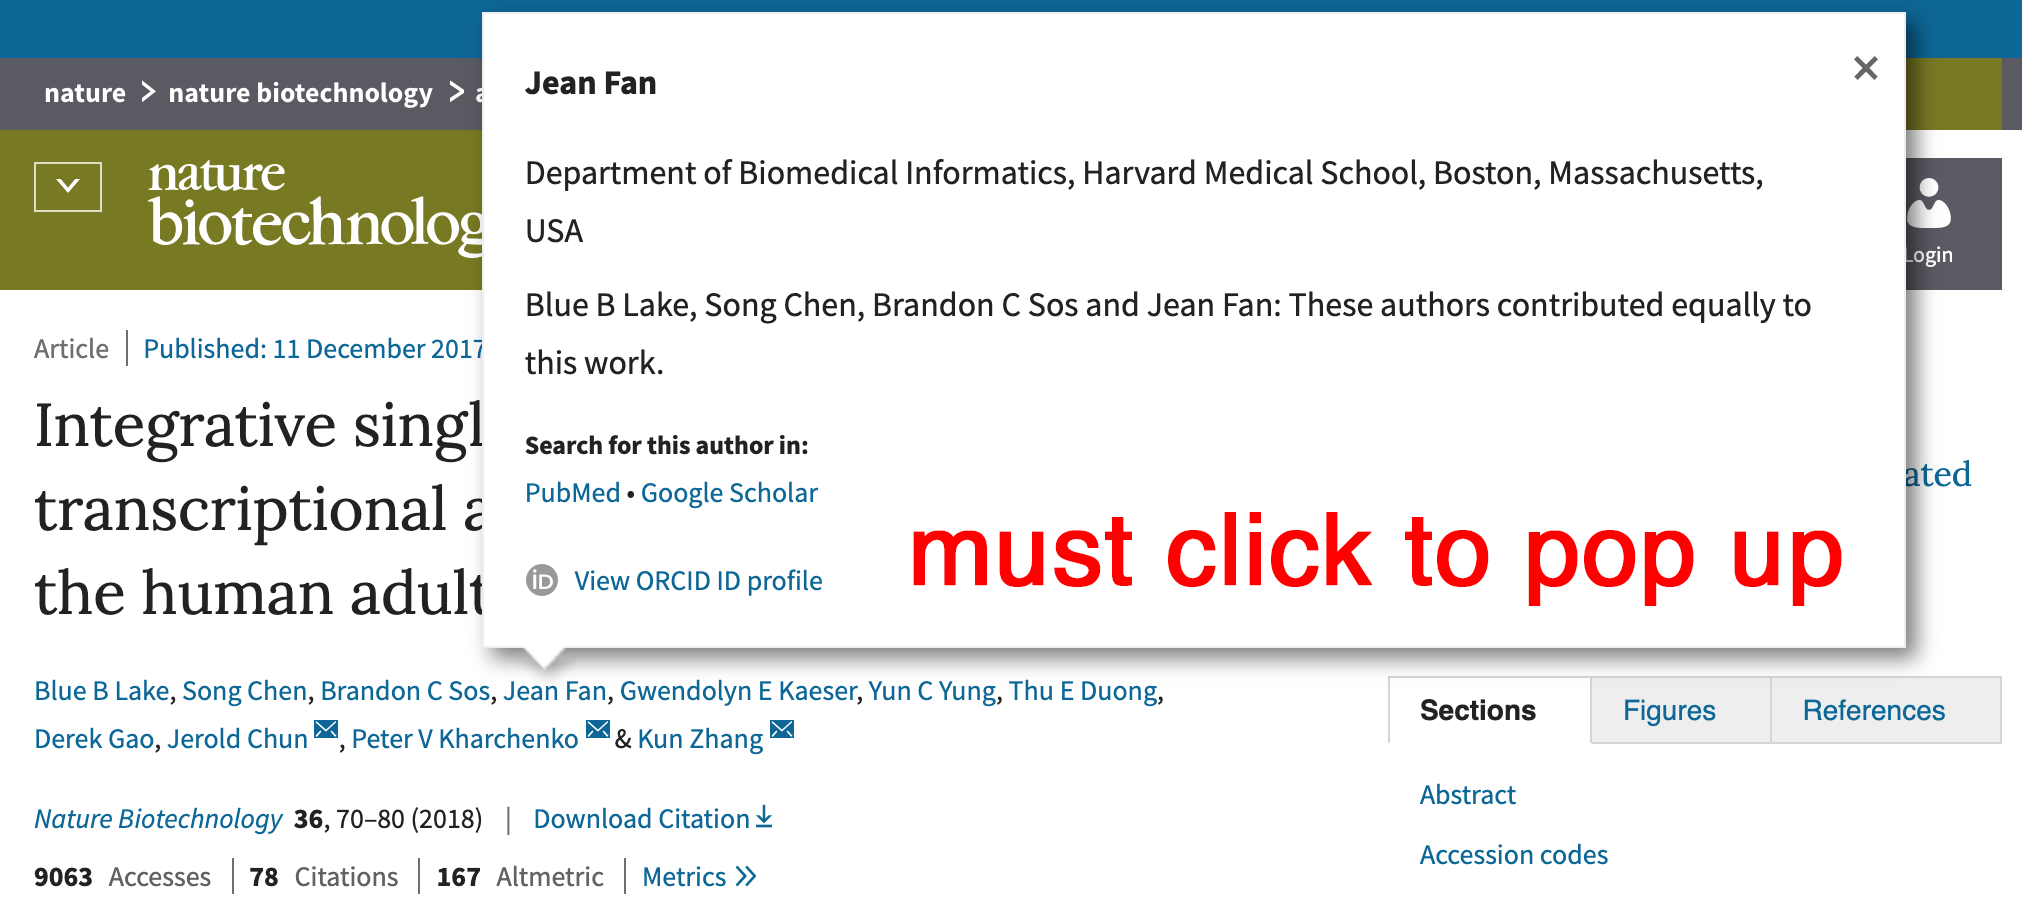 nature > nature biotechnology >
nature
biotechnolog
Jean Fan
×
Department of Biomedical Informatics, Harvard Medical School, Boston, Massachusetts,
USA
Blue B Lake, Song Chen, Brandon C Sos and Jean Fan: These authors contributed equally to
this work.
Search for this author in:
PubMed • Google Scholar
iD View ORCID ID profile
must click to pop up
Login
Article | Published: 11 December 2017
Integrative singl
transcriptional a
the human adult
ated
Blue B Lake, Song Chen, Brandon C Sos, Jean Fan, Gwendolyn E Kaeser, Yun C Yung, Thu E Duong,
Derek Gao, Jerold Chun, Peter V Kharchenko & Kun Zhang
Nature Biotechnology 36, 70–80 (2018) | Download Citation
9063 Accesses | 78 Citations | 167 Altmetric | Metrics »
Sections Figures References
Abstract
Accession codes